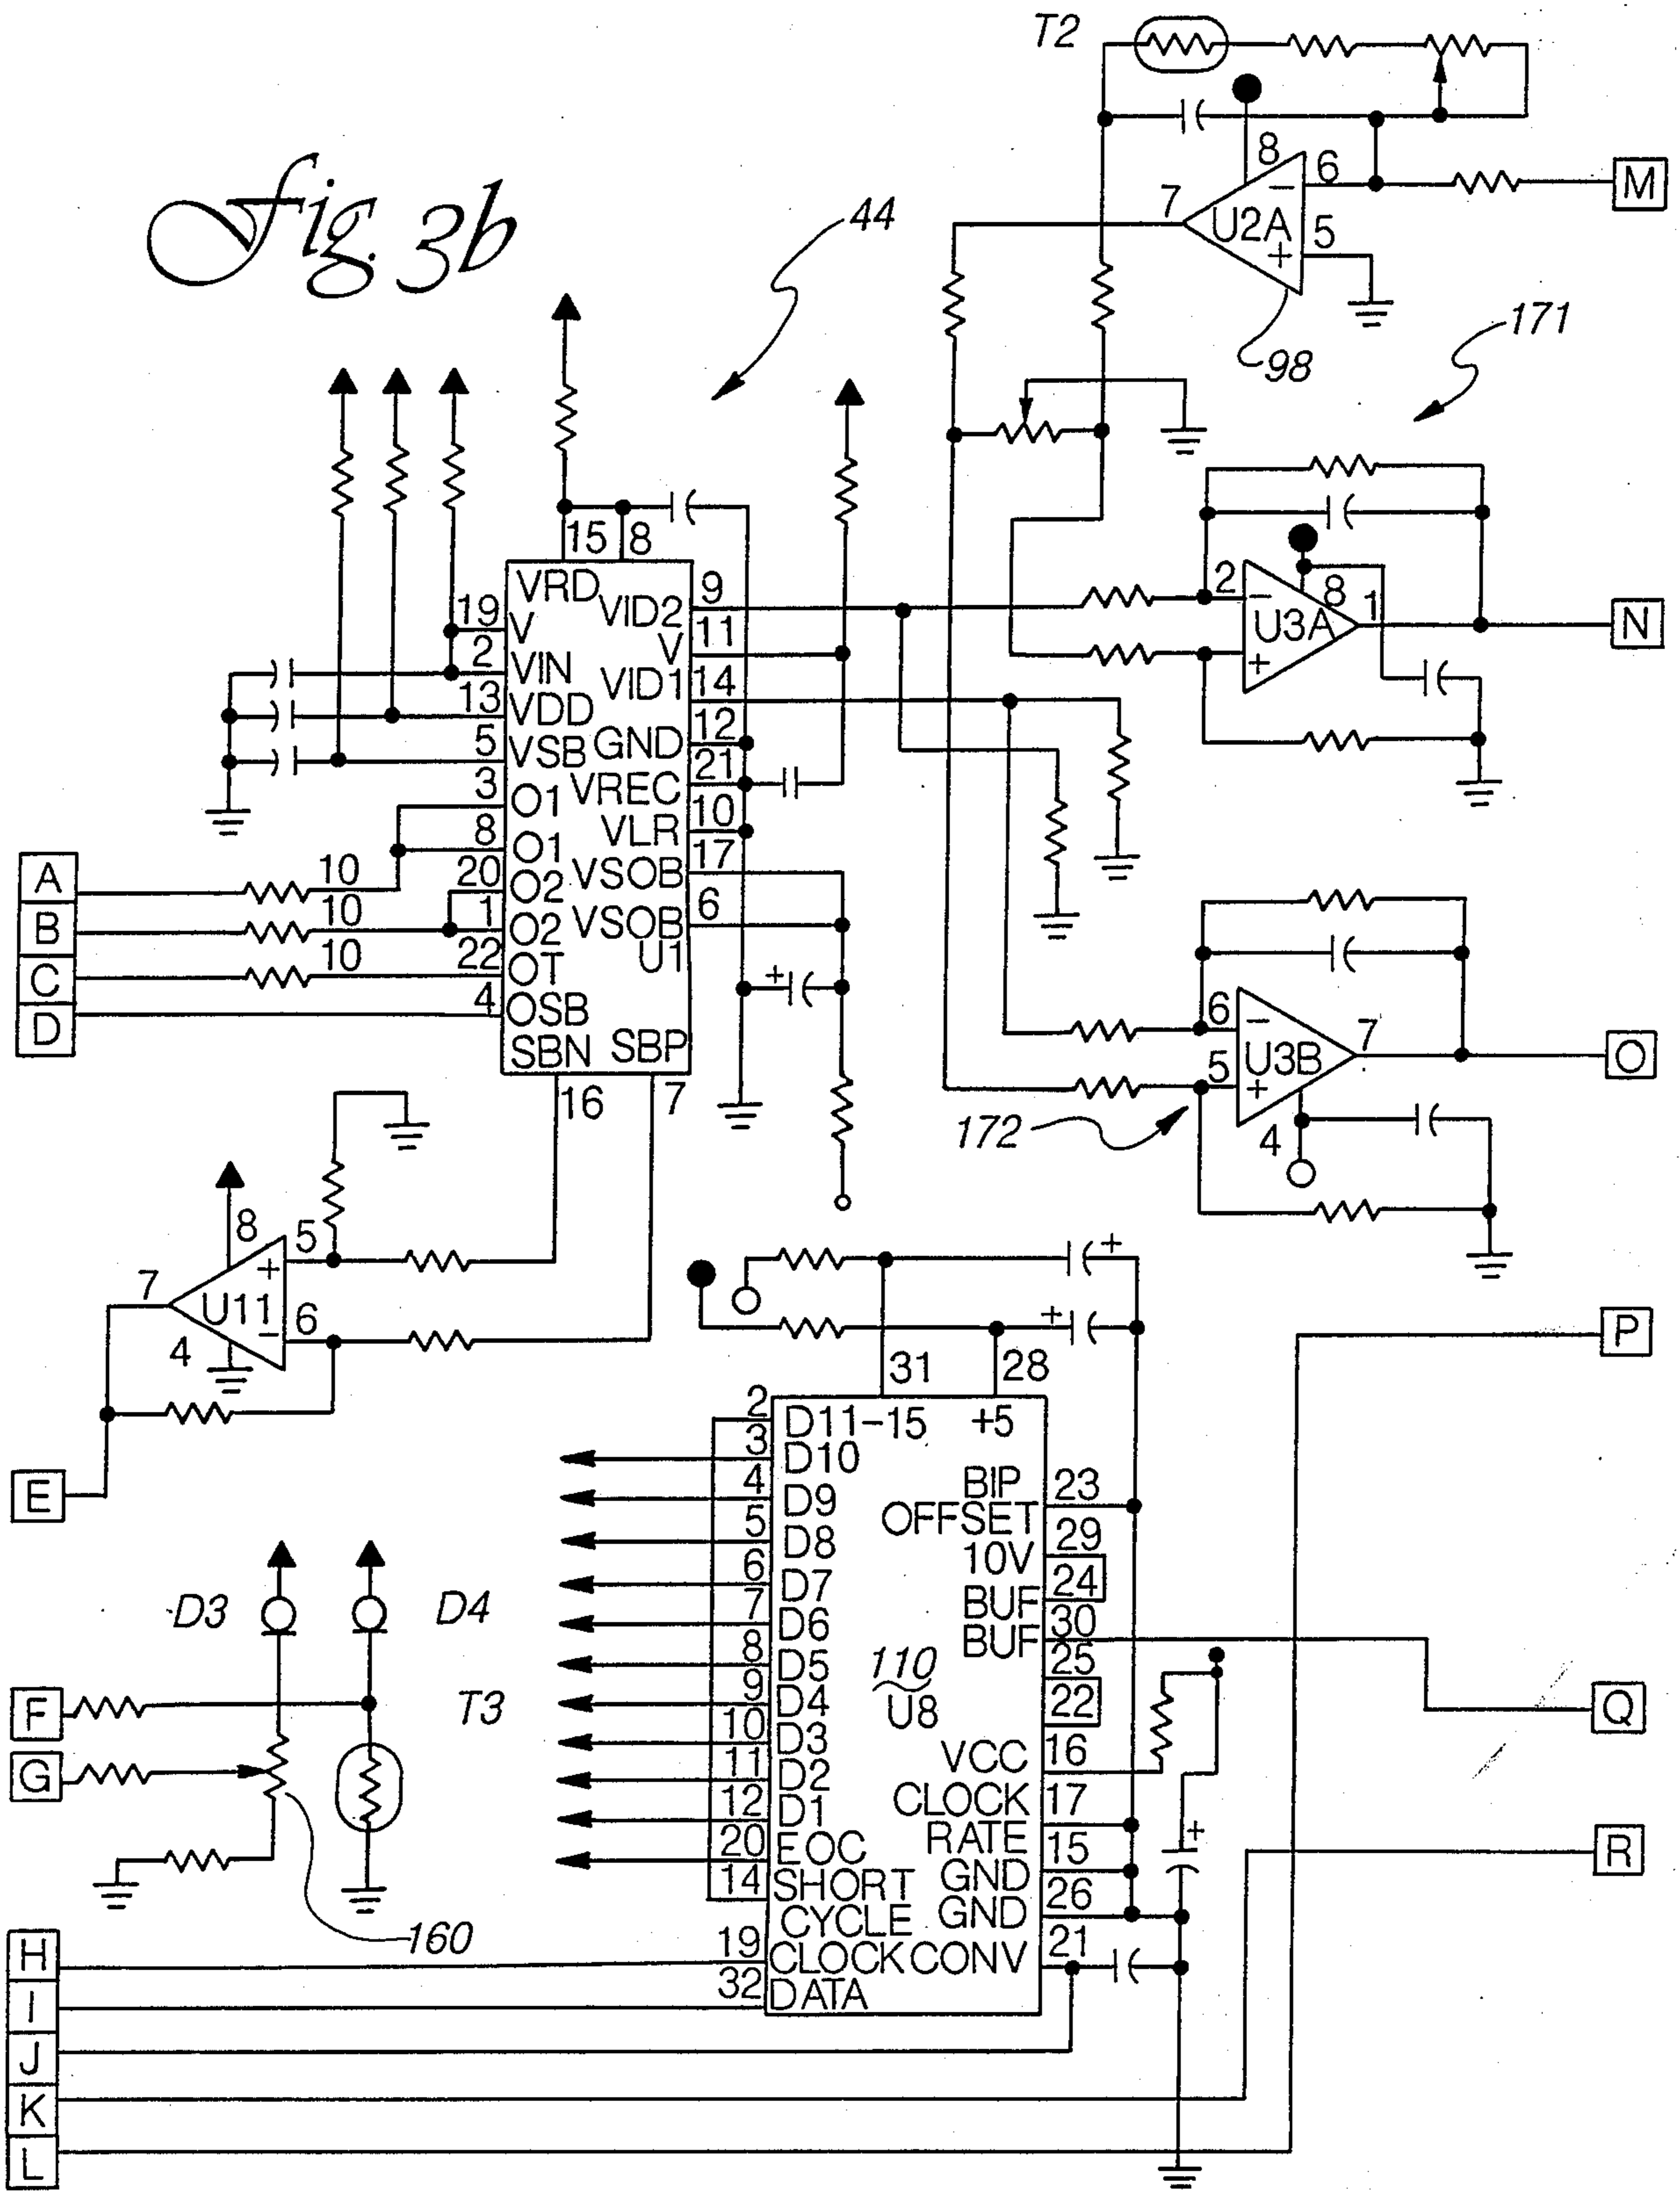 Fig. 3b
T2
8
6
M
7
−
U2A
5
+
44
98
171
15
8
VRD
19
V
2
VIN
13
VDD
5
VSB
3
O1
8
O1
20
O2
1
O2
22
OT
4
OSB
SBN
SBP
16
7
VID2
9
V
11
VID1
14
GND
12
VREC
21
VLR
10
VSOB
17
VSOB
6
U1
+
A
10
B
10
C
10
D
2
−
8
1
U3A
+
N
6
−
7
U3B
5
+
4
O
172
8
5
+
7
U11
6
−
4
E
+
+
31
28
P
2
D11-15
+5
3
D10
4
D9
5
D8
6
D7
7
D6
8
D5
9
D4
10
D3
11
D2
12
D1
20
EOC
14
SHORT
CYCLE
19
CLOCK
32
DATA
BIP
23
OFFSET
29
10V
24
BUF
30
BUF
25
22
110
U8
VCC
16
CLOCK
17
RATE
15
GND
26
GND
21
CONV
+
Q
R
D3
D4
F
T3
G
160
H
I
J
K
L